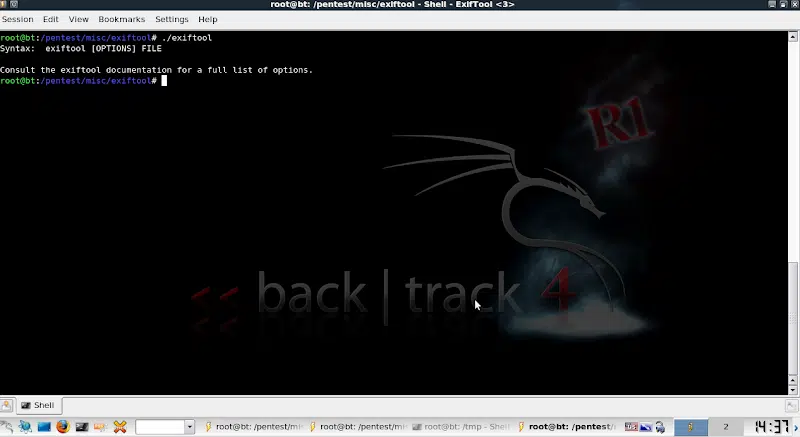 root@bt: /pentest/misc/exiftool - Shell - ExifTool <3>
Session Edit View Bookmarks Settings Help
root@bt:/pentest/misc/exiftool# ./exiftool
Syntax:  exiftool [OPTIONS] FILE
Consult the exiftool documentation for a full list of options.
root@bt:/pentest/misc/exiftool#
R1
<< back | track 4
Shell
root@bt: /pentest/mis root@bt: /pentest/mis root@bt: /tmp - Shell root@bt: /pentest/ US 2 14:37